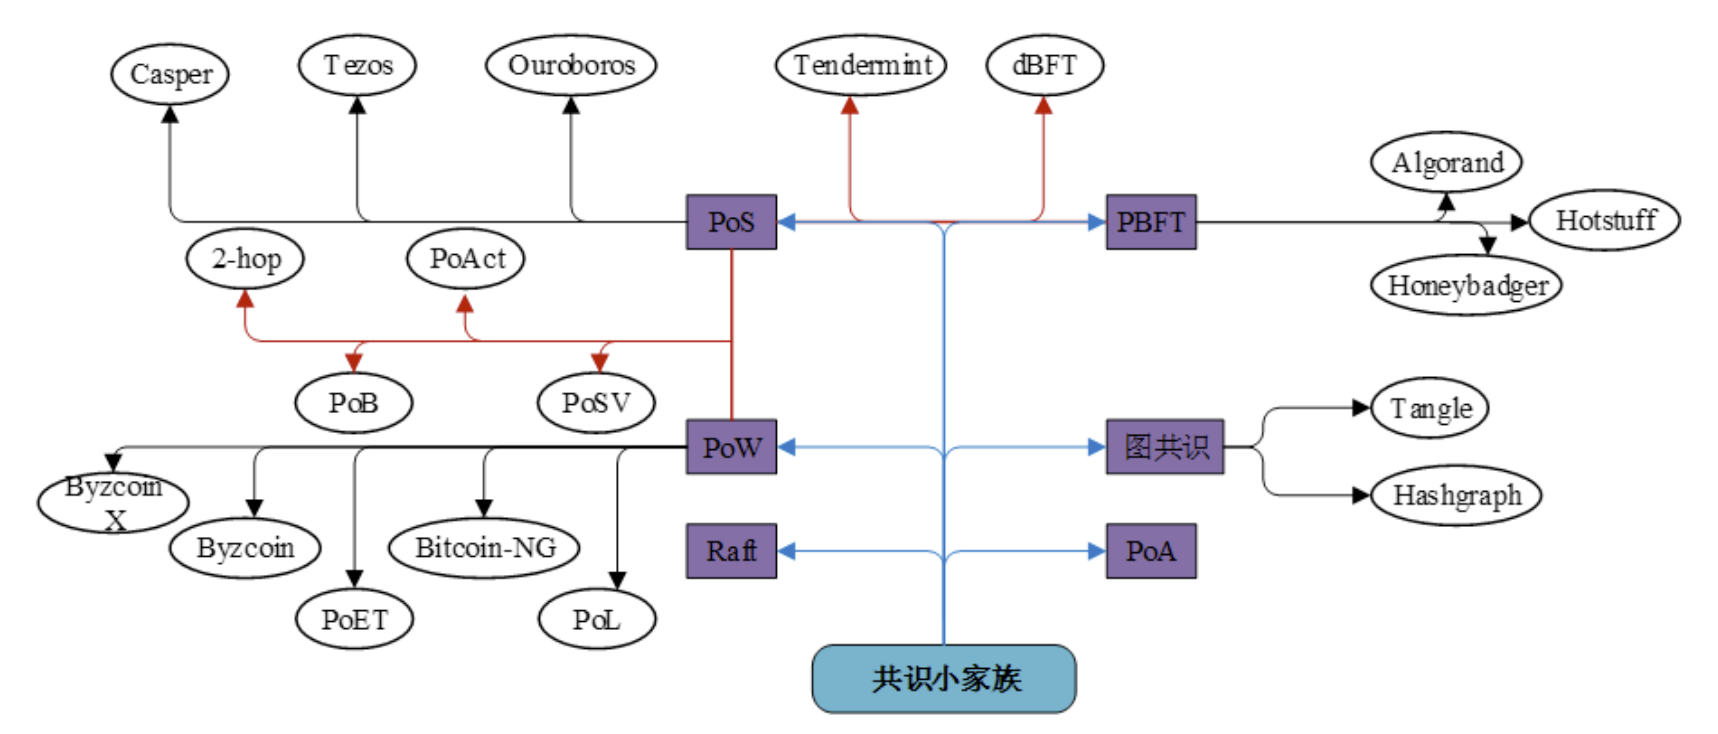 Casper
Tezos
Ouroboros
Tendermint
dBFT
Algorand
PoS
PBFT
Hotstuff
2-hop
PoAct
Honeybadger
PoB
PoSV
Tangle
PoW
图共识
Byzcoin
X
Hashgraph
Byzcoin
Bitcoin-NG
Raft
PoA
PoET
PoL
共识小家族